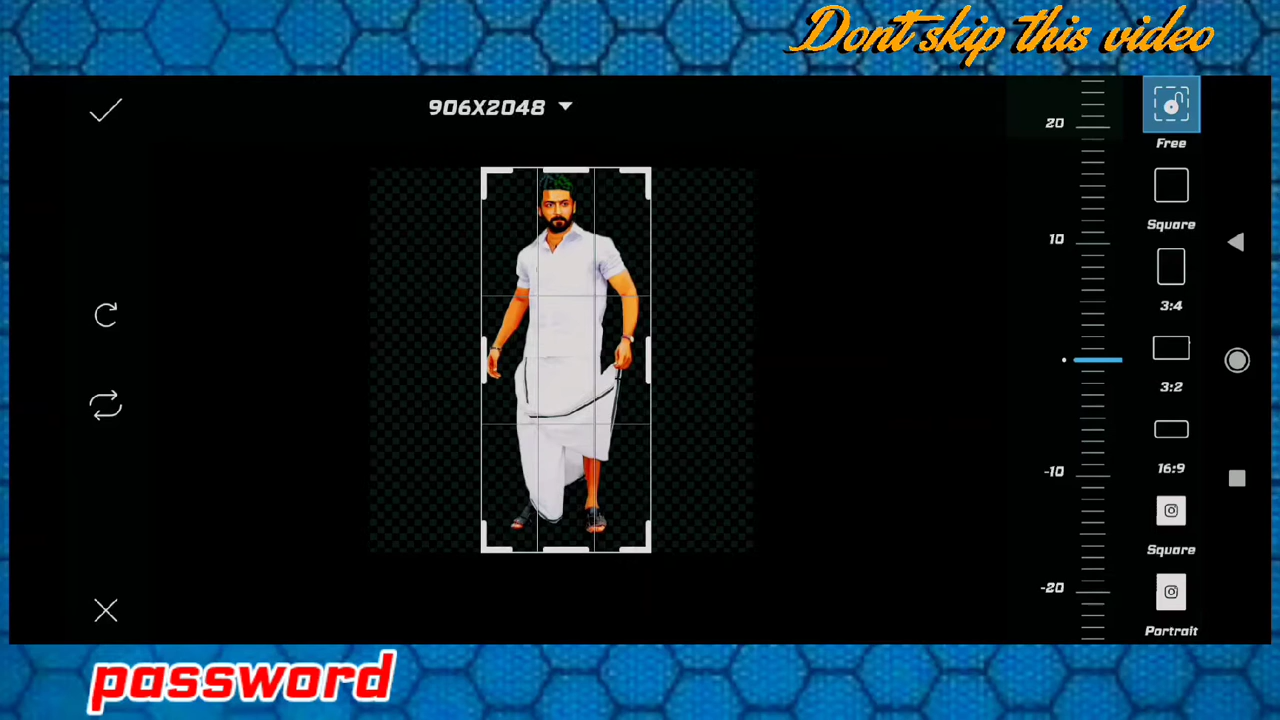 Dont skip this video
906X2048
20
10
-10
-20
Free
Square
3:4
3:2
16:9
Square
Portrait
password